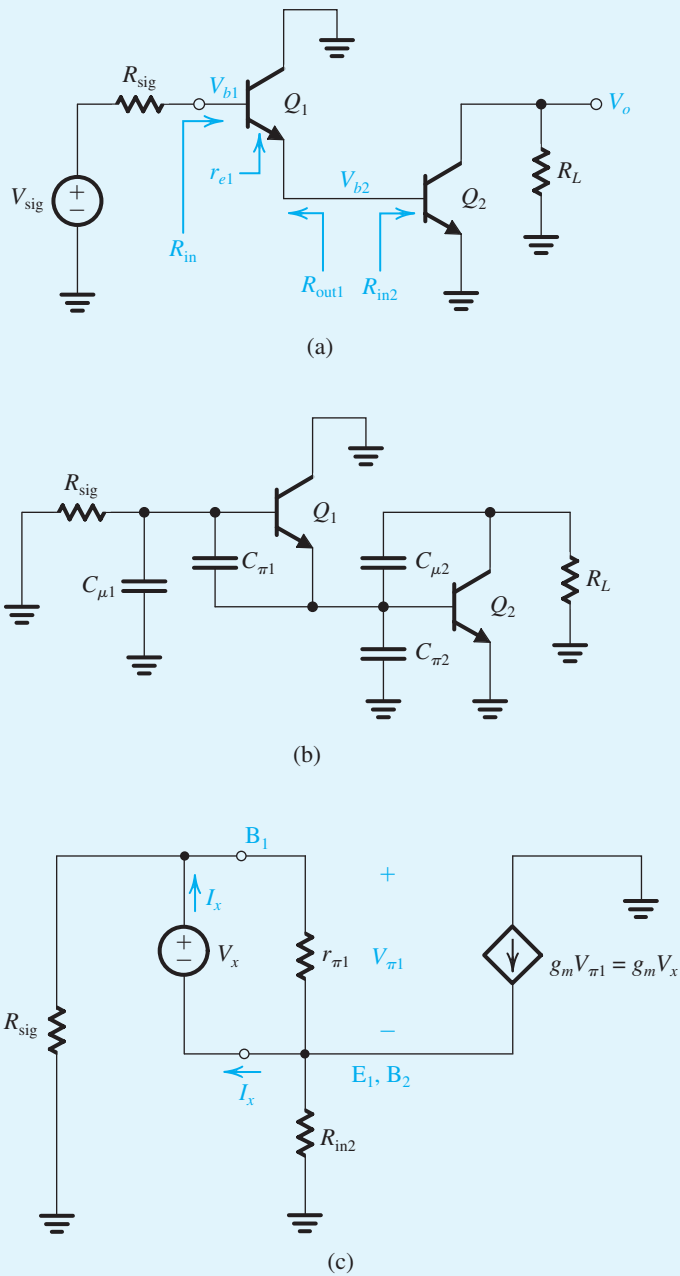 R_sig
V_b1
Q_1
V_o
r_e1
V_b2
R_L
V_sig
+
−
Q_2
R_in
R_out1
R_in2
(a)
R_sig
Q_1
C_π1
C_μ2
C_μ1
R_L
Q_2
C_π2
(b)
B_1
+
I_x
+
−
V_x
r_π1
V_π1
g_m V_π1 = g_m V_x
R_sig
−
I_x
E_1, B_2
R_in2
(c)